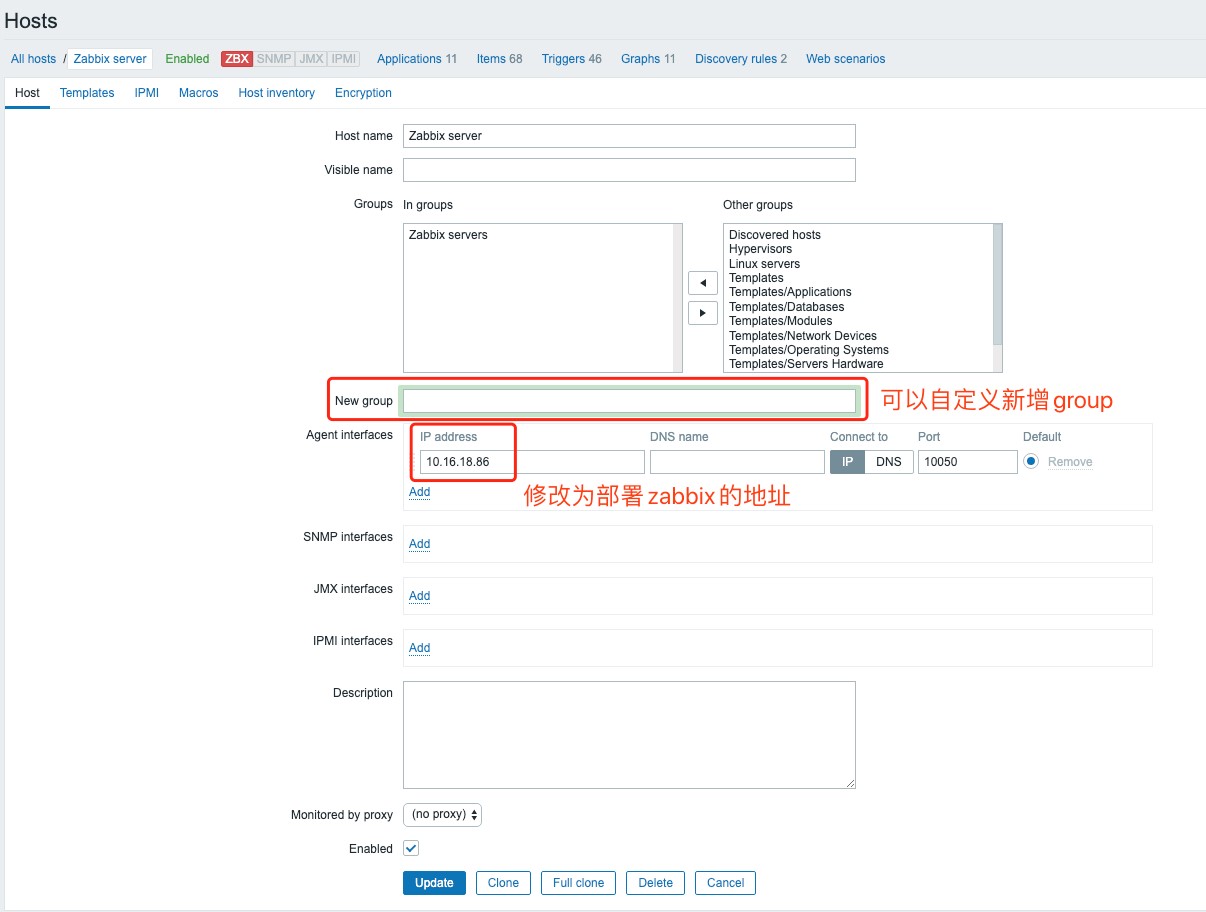 Hosts
All hosts / Zabbix server Enabled ZBX SNMP JMX IPMI Applications 11 Items 68 Triggers 46 Graphs 11 Discovery rules 2 Web scenarios
Host Templates IPMI Macros Host inventory Encryption
Host name Zabbix server
Visible name
Groups In groups Other groups
Zabbix servers
Discovered hosts
Hypervisors
Linux servers
Templates
Templates/Applications
Templates/Databases
Templates/Modules
Templates/Network Devices
Templates/Operating Systems
Templates/Servers Hardware
New group 可以自定义新增group
Agent interfaces IP address DNS name Connect to Port Default
10.16.18.86 IP DNS 10050 Remove
Add 修改为部署zabbix的地址
SNMP interfaces Add
JMX interfaces Add
IPMI interfaces Add
Description
Monitored by proxy (no proxy)
Enabled
Update Clone Full clone Delete Cancel